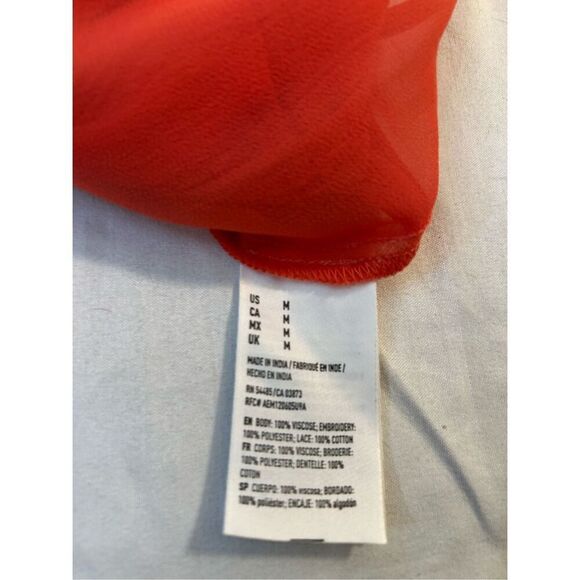 US M
CA M
MX M
UK M
MADE IN INDIA / FABRIQUÉ EN INDE /
HECHO EN INDIA
RN 54485 / CA 03873
RFC# AEM120605U9A
EN BODY: 100% VISCOSE; EMBROIDERY:
100% POLYESTER; LACE: 100% COTTON
FR CORPS: 100% VISCOSE; BRODERIE:
100% POLYESTER; DENTELLE: 100%
COTON
SP CUERPO: 100% viscosa; BORDADO:
100% poliéster; ENCAJE: 100% algodón